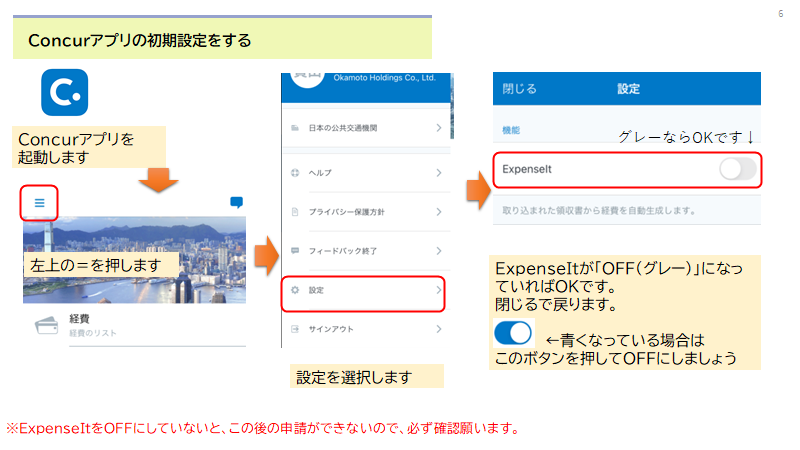 6
Concurアプリの初期設定をする
Concurアプリを
起動します
左上の＝を押します
経費
経費のリスト
Okamoto Holdings Co., Ltd.
日本の公共交通機関
ヘルプ
プライバシー保護方針
フィードバック終了
設定
サインアウト
設定を選択します
閉じる 設定
機能
グレーならOKです↓
ExpenseIt
取り込まれた領収書から経費を自動生成します。
ExpenseItが「OFF（グレー）」になっ
ていればOKです。
閉じるで戻ります。
←青くなっている場合は
このボタンを押してOFFにしましょう
※ExpenseItをOFFにしていないと、この後の申請ができないので、必ず確認願います。